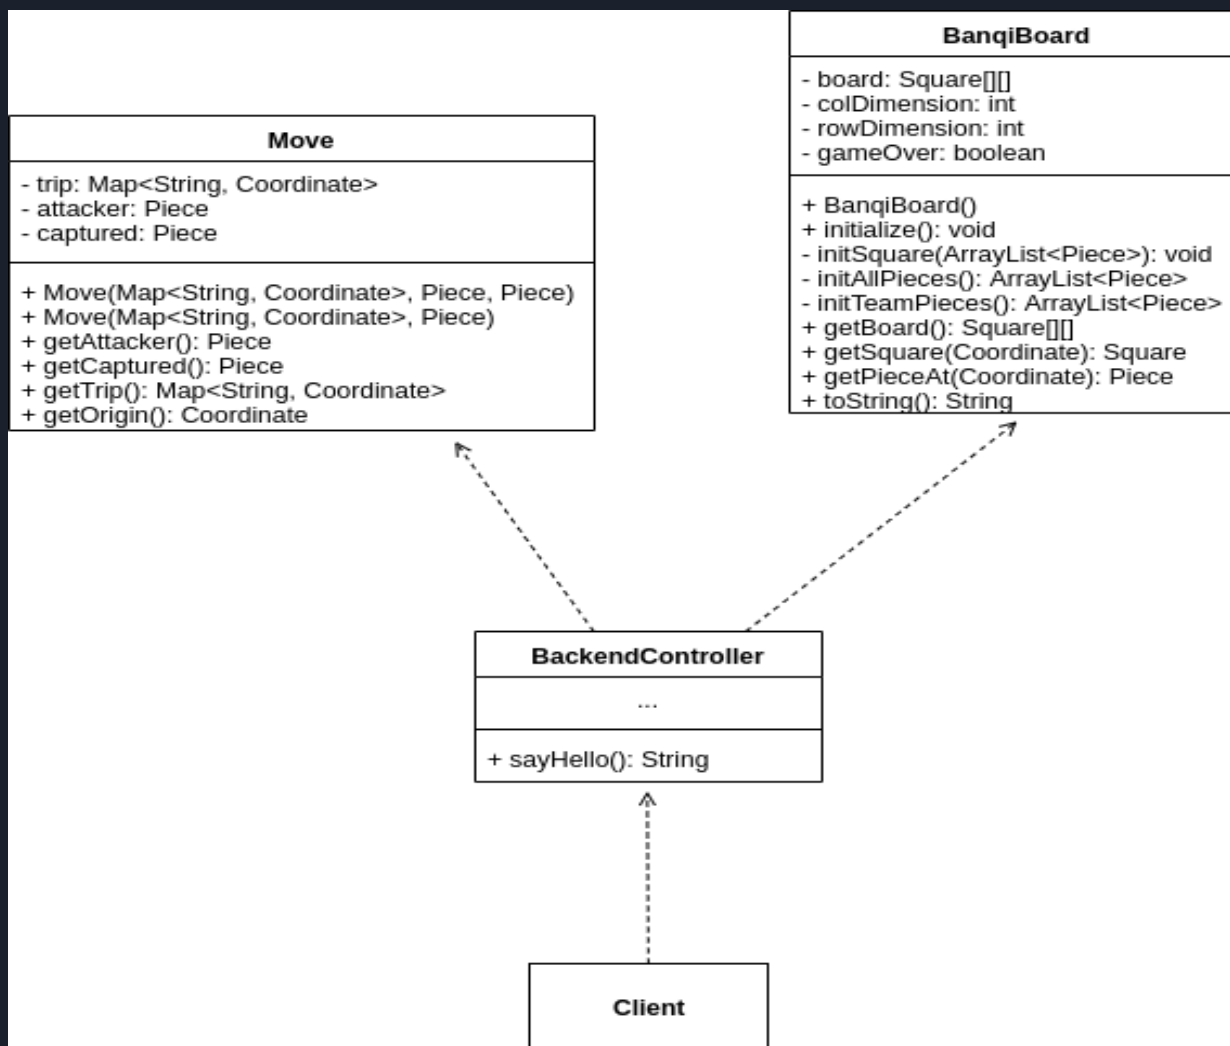 BanqiBoard
- board: Square[][]
- colDimension: int
- rowDimension: int
- gameOver: boolean
+ BanqiBoard()
+ initialize(): void
- initSquare(ArrayList<Piece>): void
- initAllPieces(): ArrayList<Piece>
- initTeamPieces(): ArrayList<Piece>
+ getBoard(): Square[][]
+ getSquare(Coordinate): Square
+ getPieceAt(Coordinate): Piece
+ toString(): String
Move
- trip: Map<String, Coordinate>
- attacker: Piece
- captured: Piece
+ Move(Map<String, Coordinate>, Piece, Piece)
+ Move(Map<String, Coordinate>, Piece)
+ getAttacker(): Piece
+ getCaptured(): Piece
+ getTrip(): Map<String, Coordinate>
+ getOrigin(): Coordinate
BackendController
...
+ sayHello(): String
Client